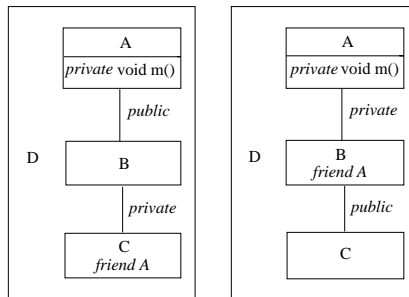 A
private void m()
public
D
B
private
C
friend A
A
private void m()
private
D
B
friend A
public
C